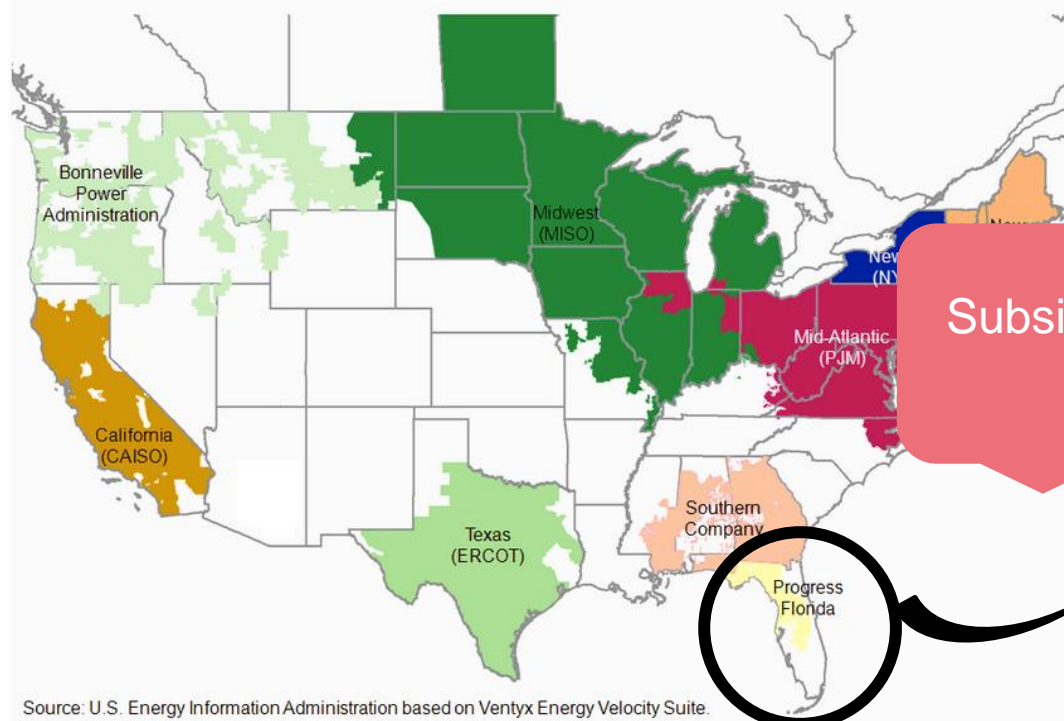 Bonneville
Power
Administration
Midwest
(MISO)
Mid-Atlantic
(PJM)
Subsi
California
(CAISO)
Texas
(ERCOT)
Southern
Company
Progress
Florida
Source: U.S. Energy Information Administration based on Ventyx Energy Velocity Suite.